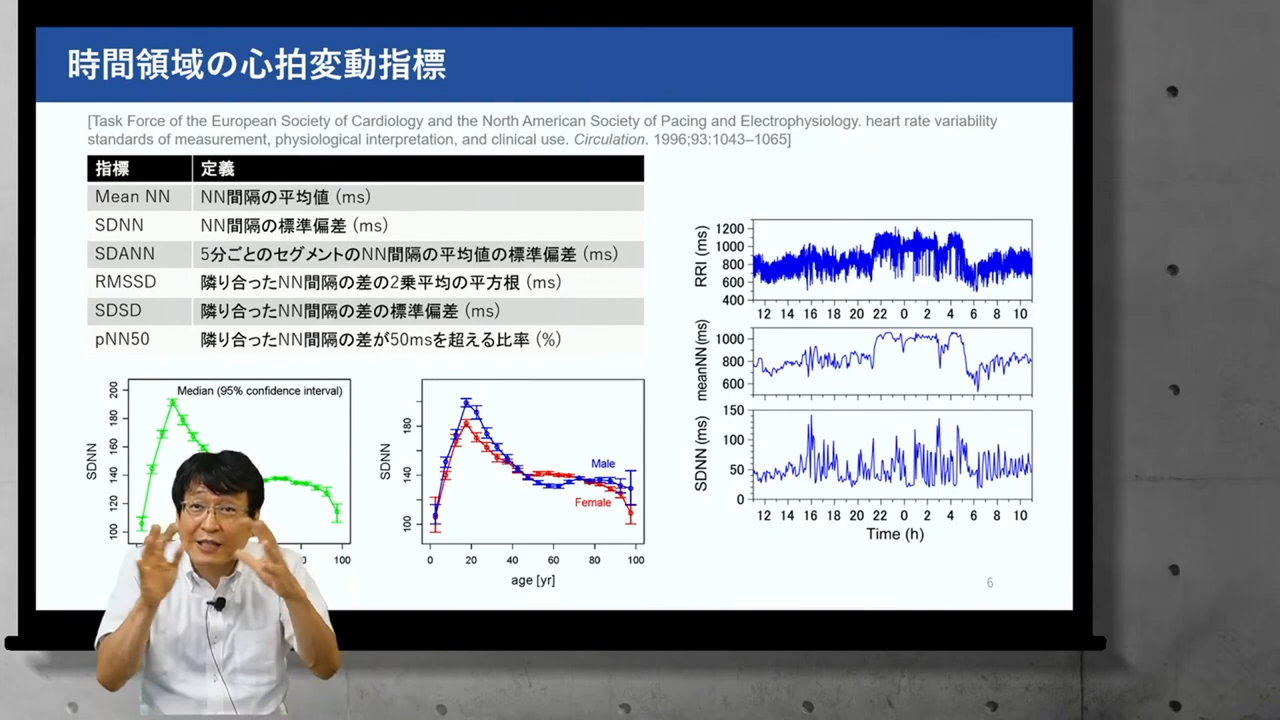 時間領域の心拍変動指標
[Task Force of the European Society of Cardiology and the North American Society of Pacing and Electrophysiology. heart rate variability
standards of measurement, physiological interpretation, and clinical use. Circulation. 1996;93:1043–1065]
指標 定義
Mean NN NN間隔の平均値 (ms)
SDNN NN間隔の標準偏差 (ms)
SDANN 5分ごとのセグメントのNN間隔の平均値の標準偏差 (ms)
RMSSD 隣り合ったNN間隔の差の2乗平均の平方根 (ms)
SDSD 隣り合ったNN間隔の差の標準偏差 (ms)
pNN50 隣り合ったNN間隔の差が50msを超える比率 (%)
Median (95% confidence interval)
SDNN
200
180
160
140
120
100
80 100
SDNN
180
140
100
Male
Female
0 20 40 60 80 100
age [yr]
RRI (ms)
1200
1000
800
600
400
12 14 16 18 20 22 0 2 4 6 8 10
meanNN (ms)
1000
800
600
SDNN (ms)
150
100
50
0
12 14 16 18 20 22 0 2 4 6 8 10
Time (h)
6